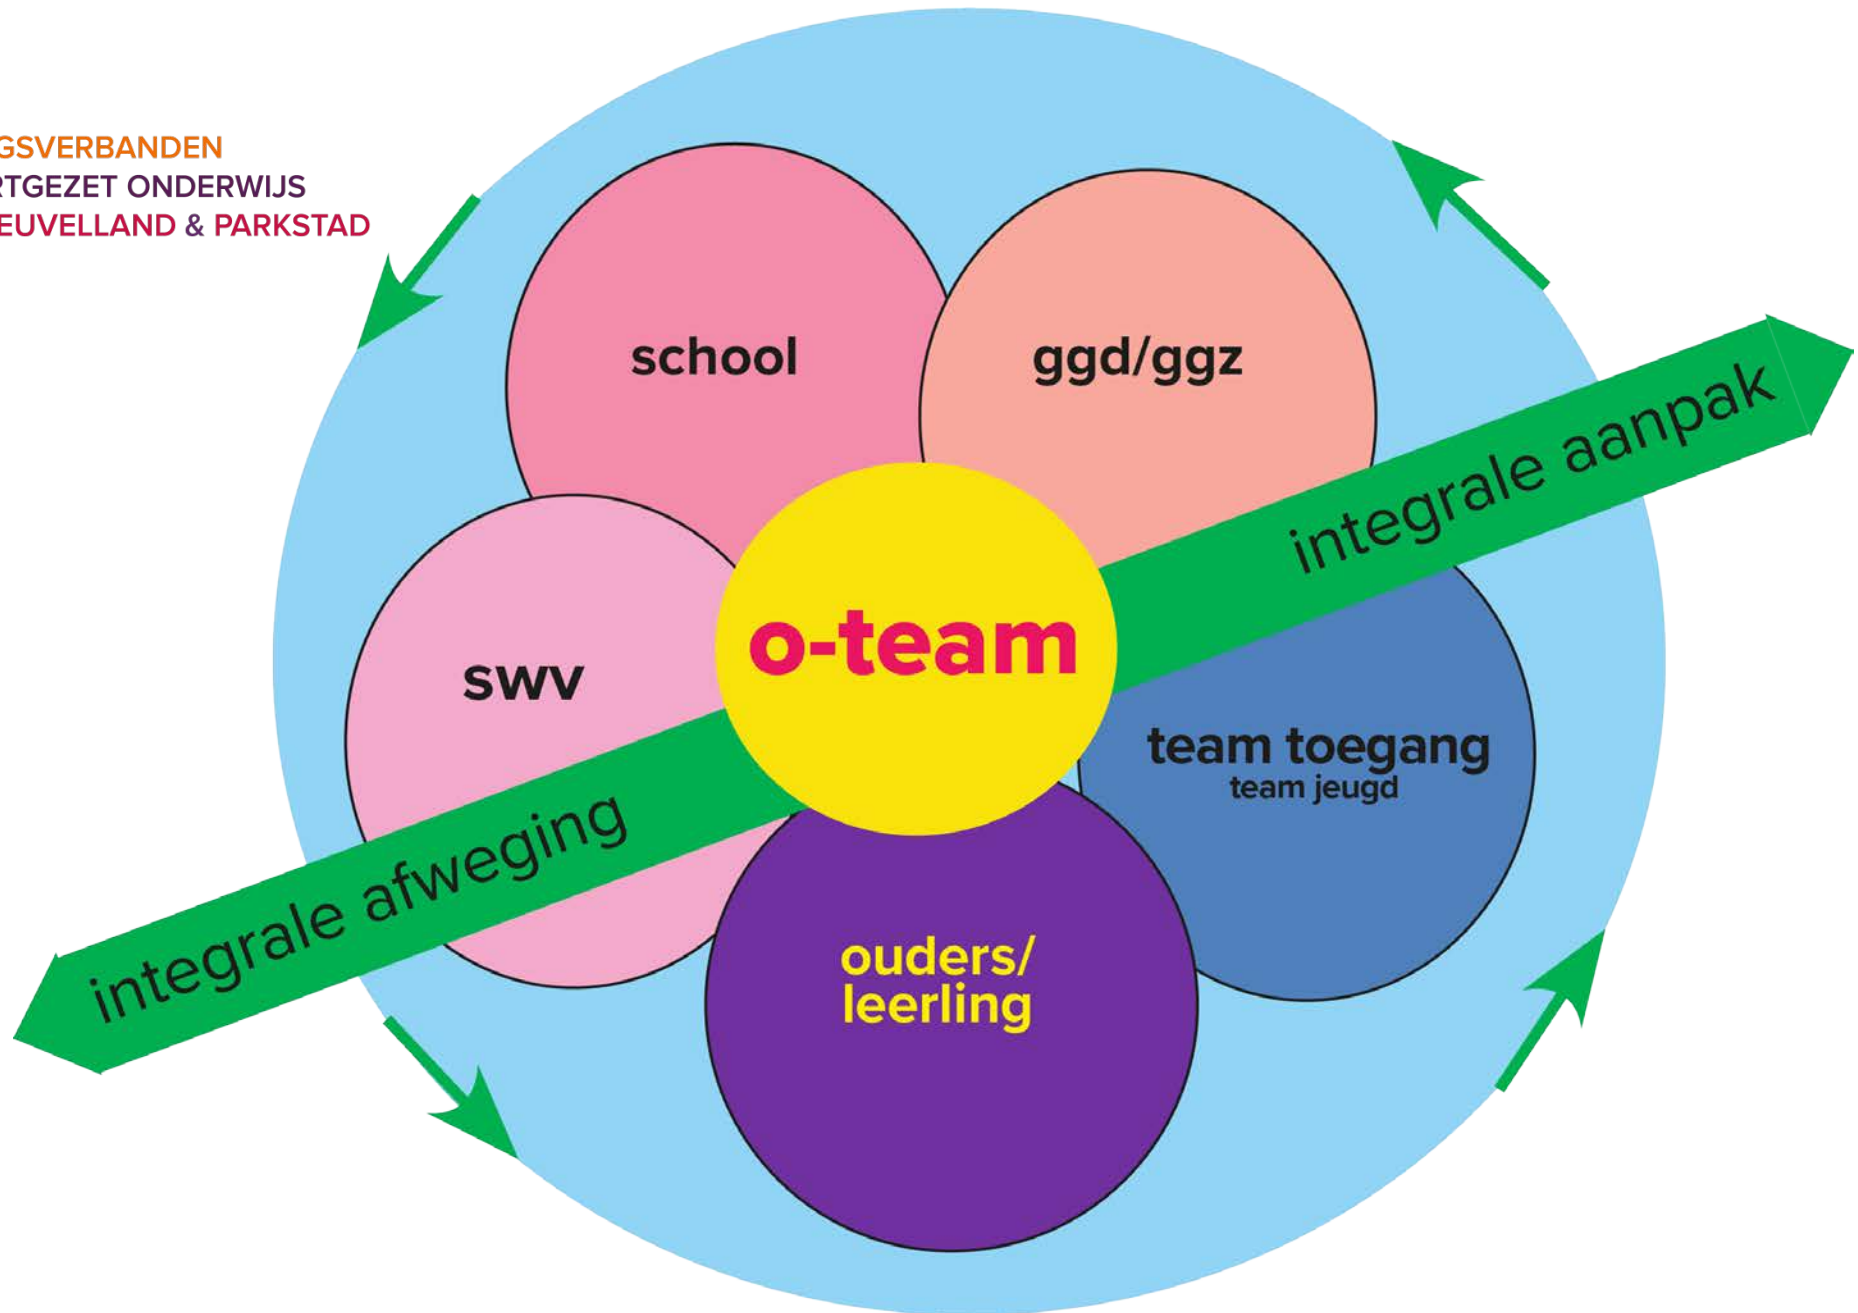 GSVERBANDEN
RTGEZET ONDERWIJS
EUVELLAND & PARKSTAD
school
ggd/ggz
integrale aanpak
o-team
swv
team toegang
team jeugd
integrale afweging
ouders/
leerling